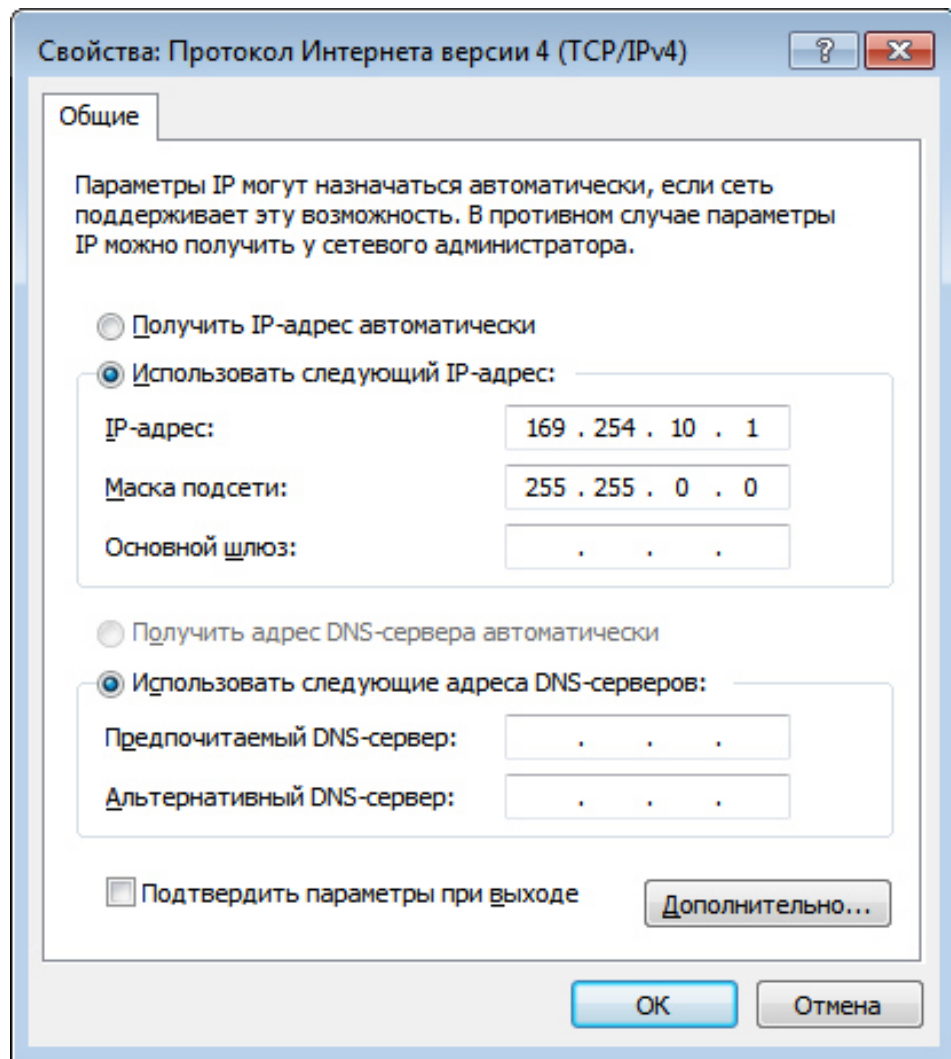 Свойства: Протокол Интернета версии 4 (TCP/IPv4)
Общие
Параметры IP могут назначаться автоматически, если сеть
поддерживает эту возможность. В противном случае параметры
IP можно получить у сетевого администратора.
Получить IP-адрес автоматически
Использовать следующий IP-адрес:
IP-адрес: 169 . 254 . 10 . 1
Маска подсети: 255 . 255 . 0 . 0
Основной шлюз: . . .
Получить адрес DNS-сервера автоматически
Использовать следующие адреса DNS-серверов:
Предпочитаемый DNS-сервер: . . .
Альтернативный DNS-сервер: . . .
Подтвердить параметры при выходе
Дополнительно...
ОК Отмена